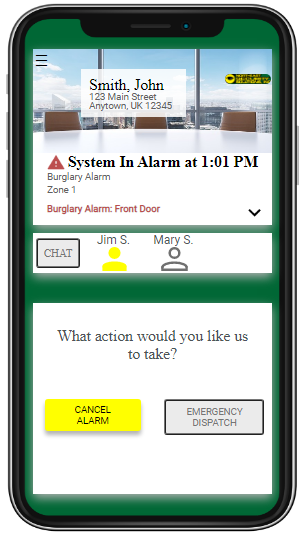 Smith, John
123 Main Street
Anytown, UK 12345
System In Alarm at 1:01 PM
Burglary Alarm
Zone 1
Burglary Alarm: Front Door
CHAT
Jim S.
Mary S.
What action would you like us
to take?
CANCEL
ALARM
EMERGENCY
DISPATCH